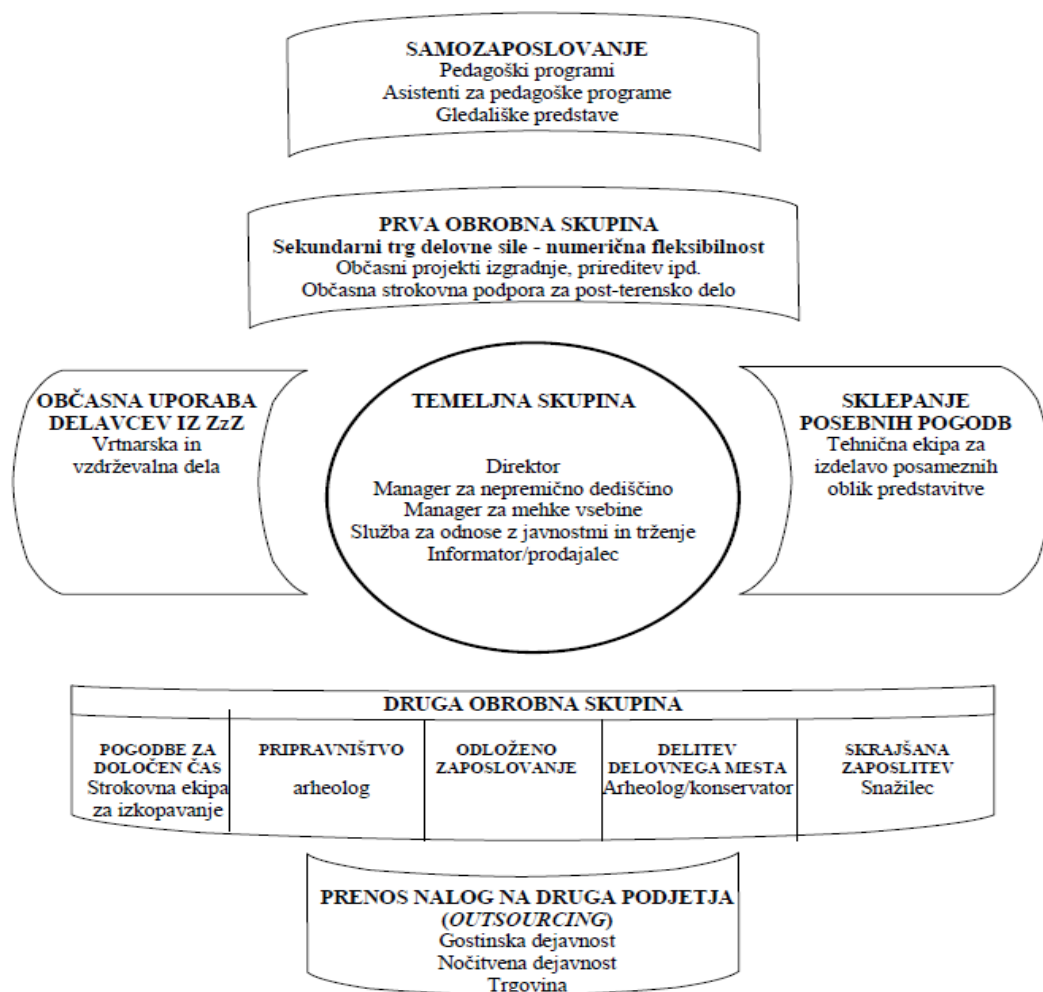 SAMOZAPOSLOVANJE
Pedagoški programi
Asistenti za pedagoške programe
Gledališke predstave
PRVA OBROBNA SKUPINA
Sekundarni trg delovne sile - numerična fleksibilnost
Občasni projekti izgradnje, prireditev ipd.
Občasna strokovna podpora za post-terensko delo
OBČASNA UPORABA
DELAVCEV IZ ZzZ
Vrtnarska in
vzdrževalna dela
TEMELJNA SKUPINA
Direktor
Manager za nepremično dediščino
Manager za mehke vsebine
Služba za odnose z javnostmi in trženje
Informator/prodajalec
SKLEPANJE
POSEBNIH POGODB
Tehnična ekipa za
izdelavo posameznih
oblik predstavitve
DRUGA OBROBNA SKUPINA
POGODBE ZA
DOLOČEN ČAS
Strokovna ekipa
za izkopavanje
PRIPRAVNIŠTVO
arheolog
ODLOŽENO
ZAPOSLOVANJE
DELITEV
DELOVNEGA MESTA
Arheolog/konservator
SKRAJŠANA
ZAPOSLITEV
Snažilec
PRENOS NALOG NA DRUGA PODJETJA
(OUTSOURCING)
Gostinska dejavnost
Nočitvena dejavnost
Trgovina